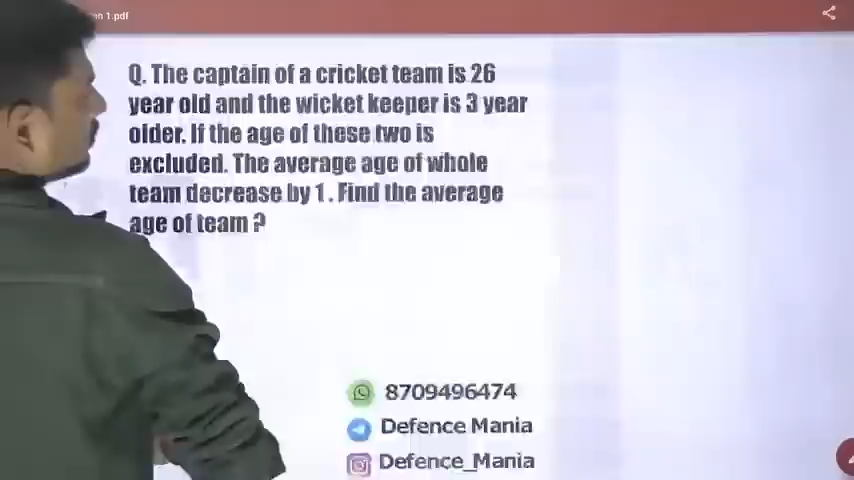 on 1.pdf
Q. The captain of a cricket team is 26
year old and the wicket keeper is 3 year
older. If the age of these two is
excluded. The average age of whole
team decrease by 1 . Find the average
age of team ?
8709496474
Defence Mania
Defence_Mania